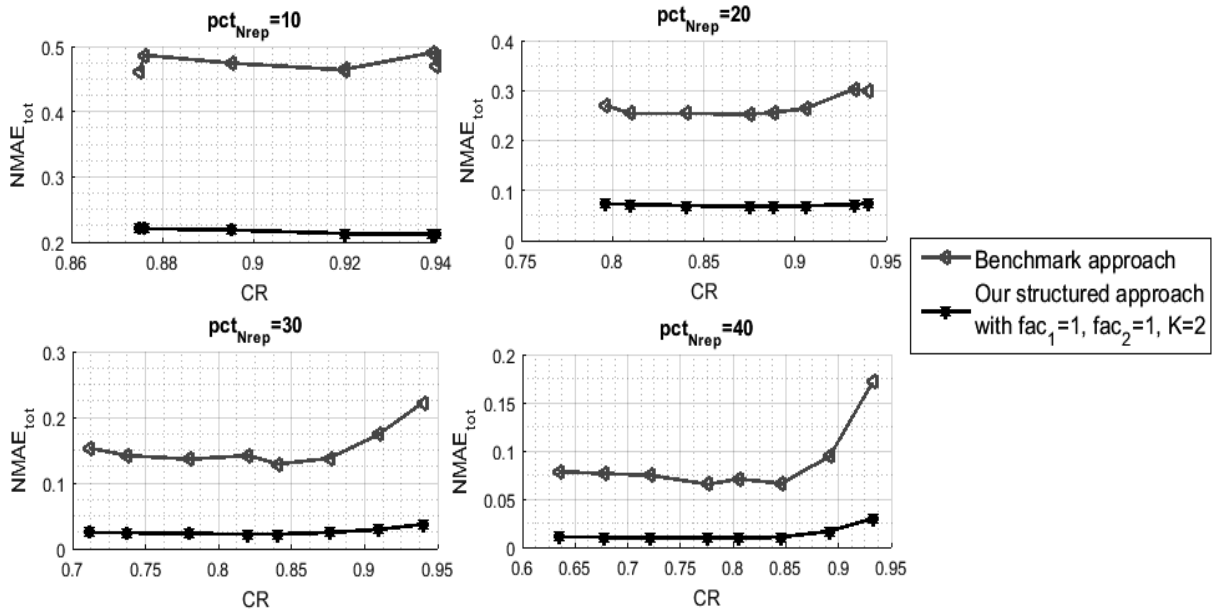 pct_Nrep=10
NMAE_tot
0.5
0.4
0.3
0.2
0.86
0.88
0.9
0.92
0.94
CR
pct_Nrep=20
NMAE_tot
0.4
0.3
0.2
0.1
0
0.75
0.8
0.85
0.9
0.95
CR
Benchmark approach
Our structured approach
with fac_1=1, fac_2=1, K=2
pct_Nrep=30
NMAE_tot
0.3
0.2
0.1
0
0.7
0.75
0.8
0.85
0.9
0.95
CR
pct_Nrep=40
NMAE_tot
0.2
0.15
0.1
0.05
0
0.6
0.65
0.7
0.75
0.8
0.85
0.9
0.95
CR